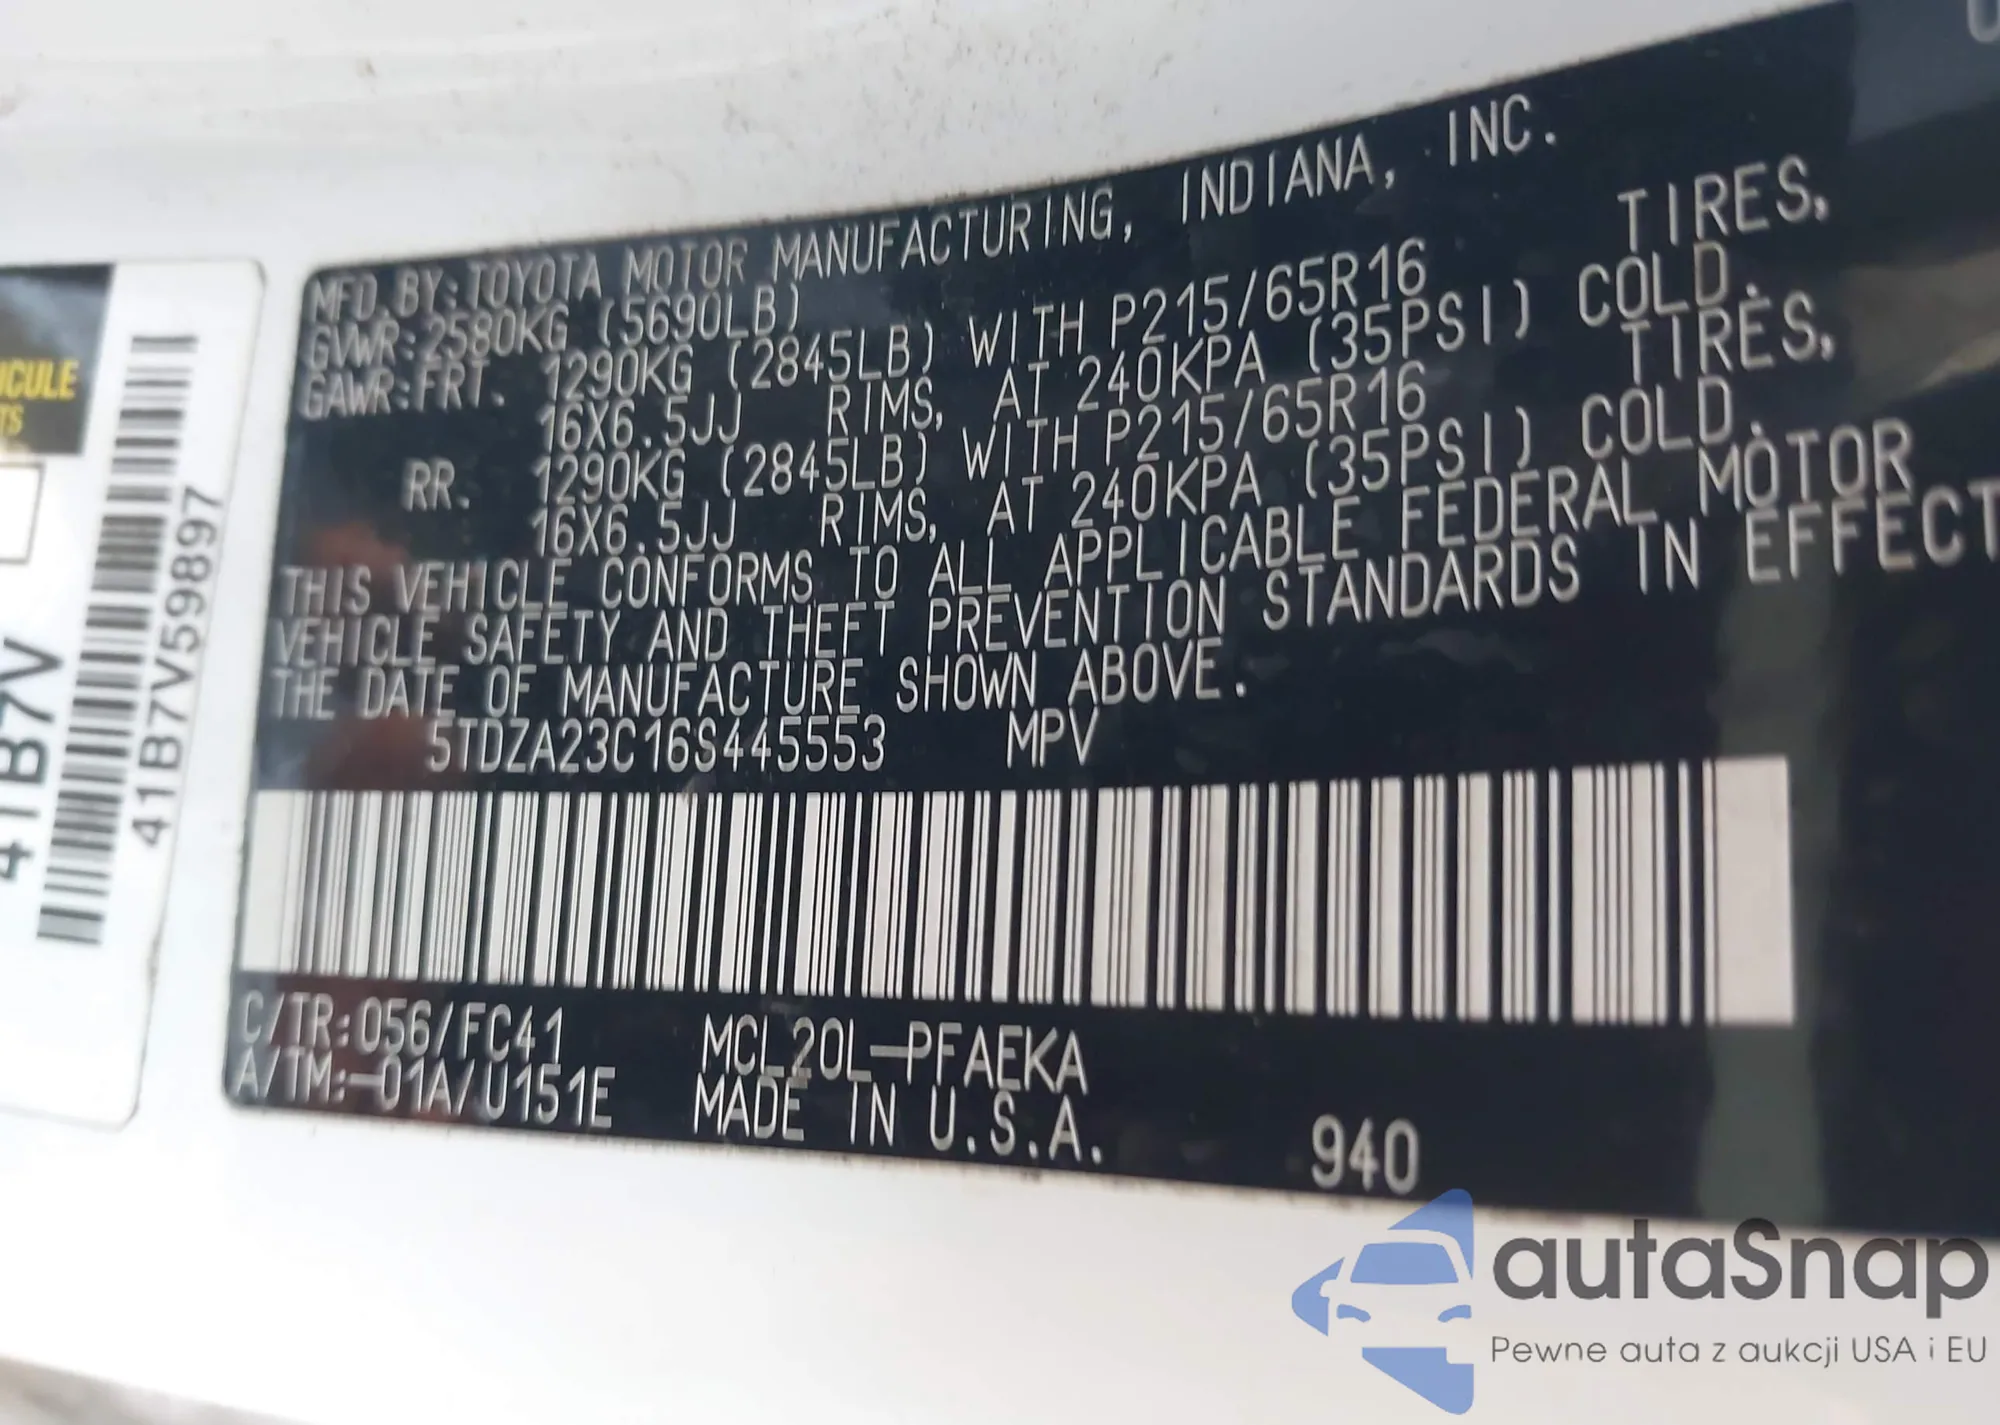 MFD. BY: TOYOTA MOTOR MANUFACTURING, INDIANA, INC.
GVWR: 2580KG (5690LB)
GAWR: FRT. 1290KG (2845LB) WITH P215/65R16 TIRES,
16X6.5JJ RIMS, AT 240KPA (35PSI) COLD.
RR. 1290KG (2845LB) WITH P215/65R16 TIRES,
16X6.5JJ RIMS, AT 240KPA (35PSI) COLD.
THIS VEHICLE CONFORMS TO ALL APPLICABLE FEDERAL MOTOR
VEHICLE SAFETY AND THEFT PREVENTION STANDARDS IN EFFECT
THE DATE OF MANUFACTURE SHOWN ABOVE.
5TDZA23C16S445553 MPV
C/TR: 056/FC41 MCL20L-PFAEKA
A/TM: -01A/U151E MADE IN U.S.A.
940
ICULE
TS
41B7V
41B7V59897
autaSnap
Pewne auta z aukcji USA i EU